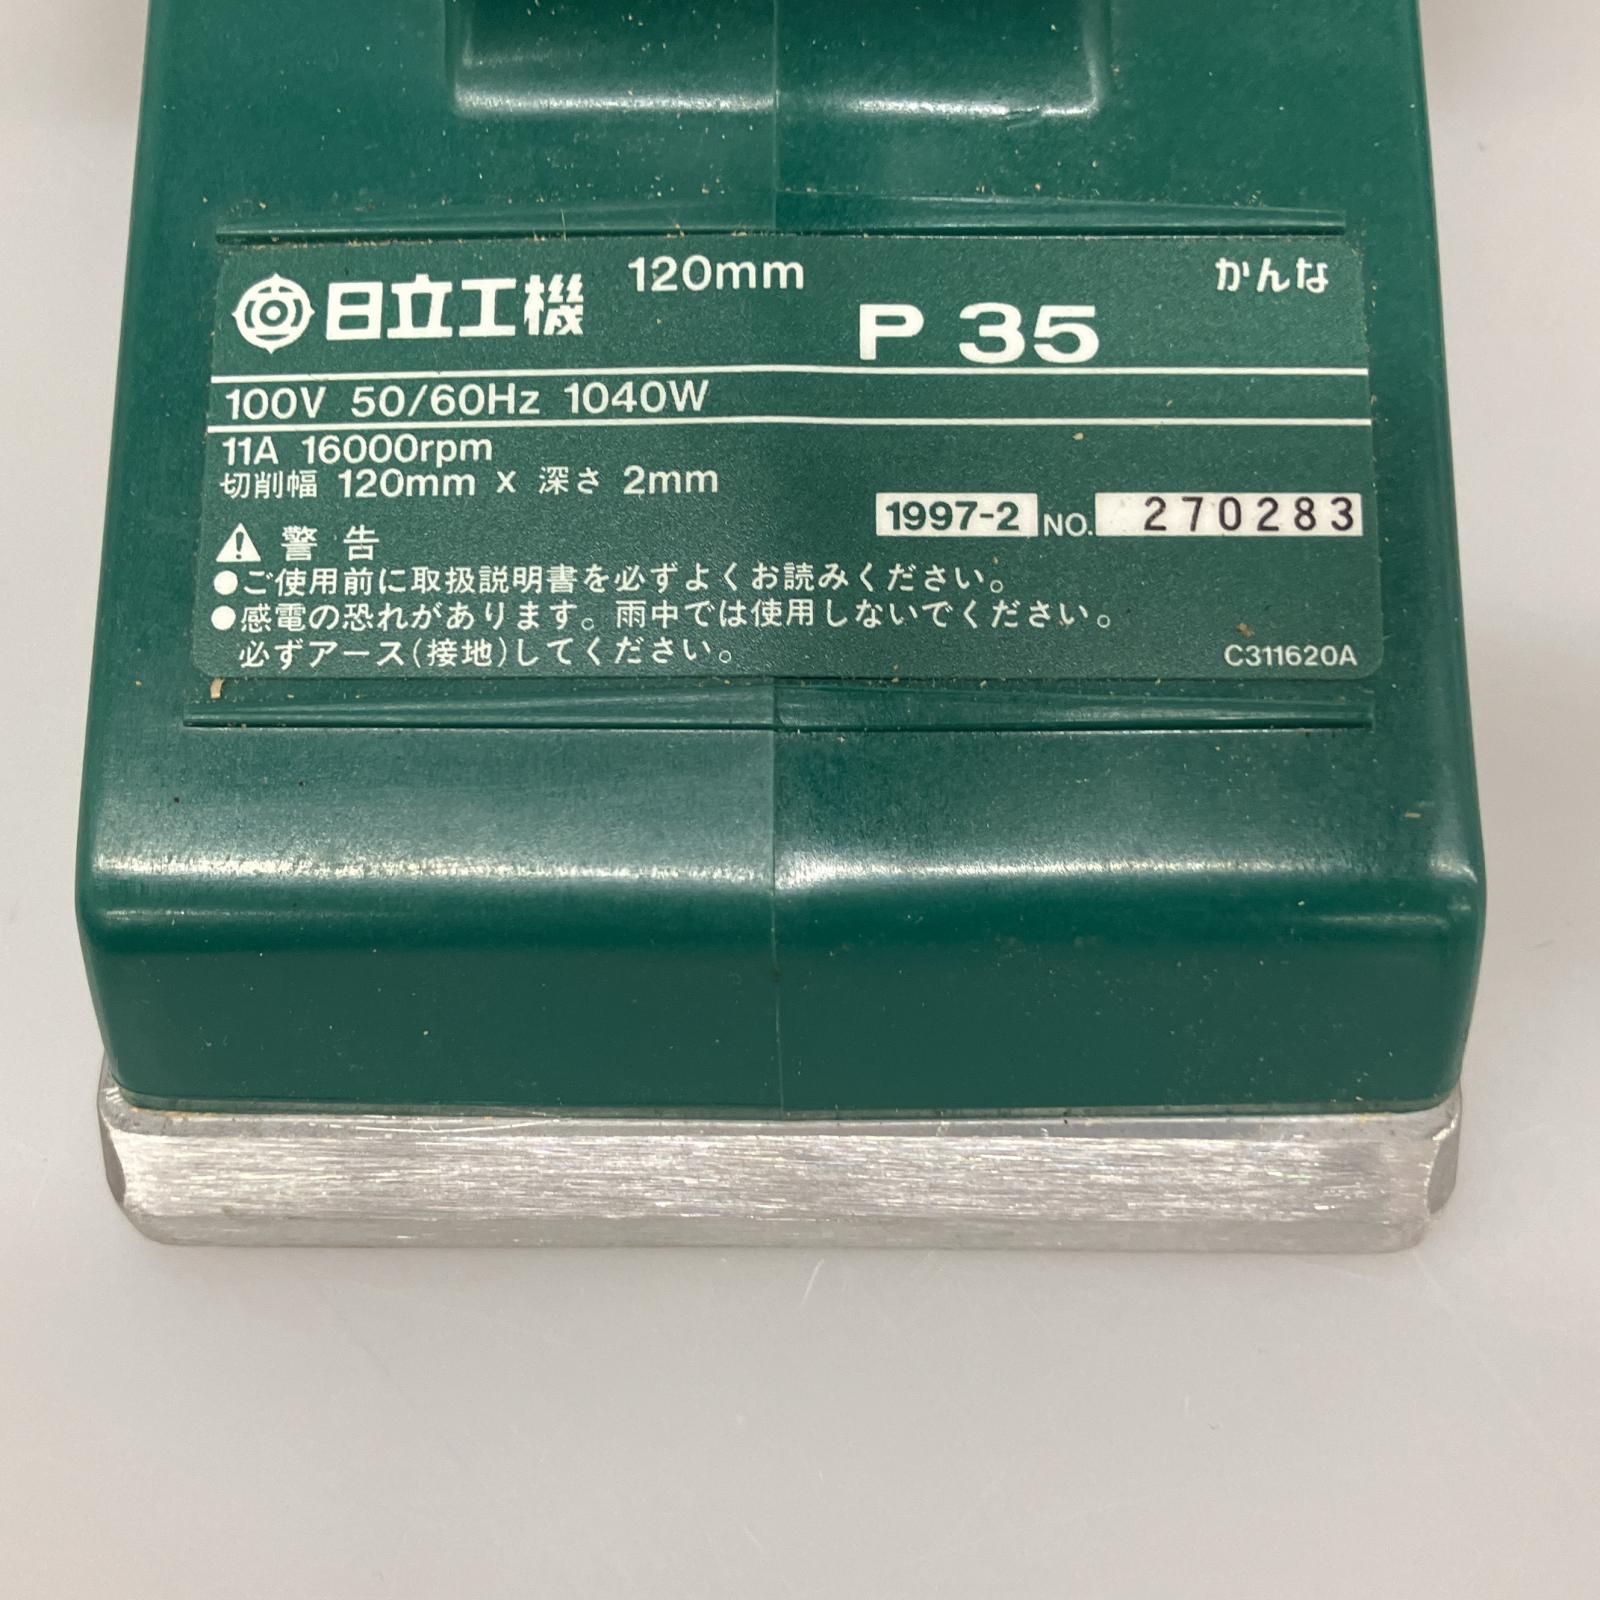 日立工機 120mm P 35 かんな
100V 50/60Hz 1040W
11A 16000rpm
切削幅 120mm x 深さ 2mm
1997-2 NO. 270283
警告
●ご使用前に取扱説明書を必ずよくお読みください。
●感電の恐れがあります。雨中では使用しないでください。
必ずアース(接地)してください。
C311620A